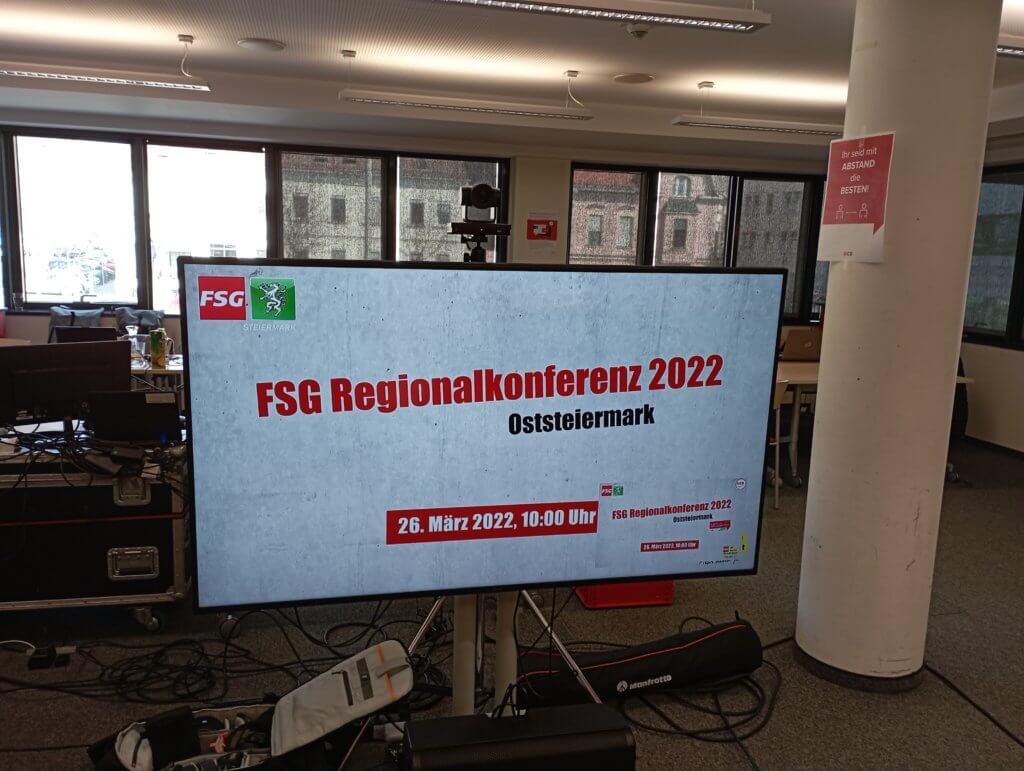 Ihr seid mit
ABSTAND
die
BESTEN!
FSG
STEIERMARK
FSG Regionalkonferenz 2022
Oststeiermark
26. März 2022, 10:00 Uhr
FSG
FSG Regionalkonferenz 2022
Oststeiermark
26. März 2022, 10:00 Uhr
Manfrotto